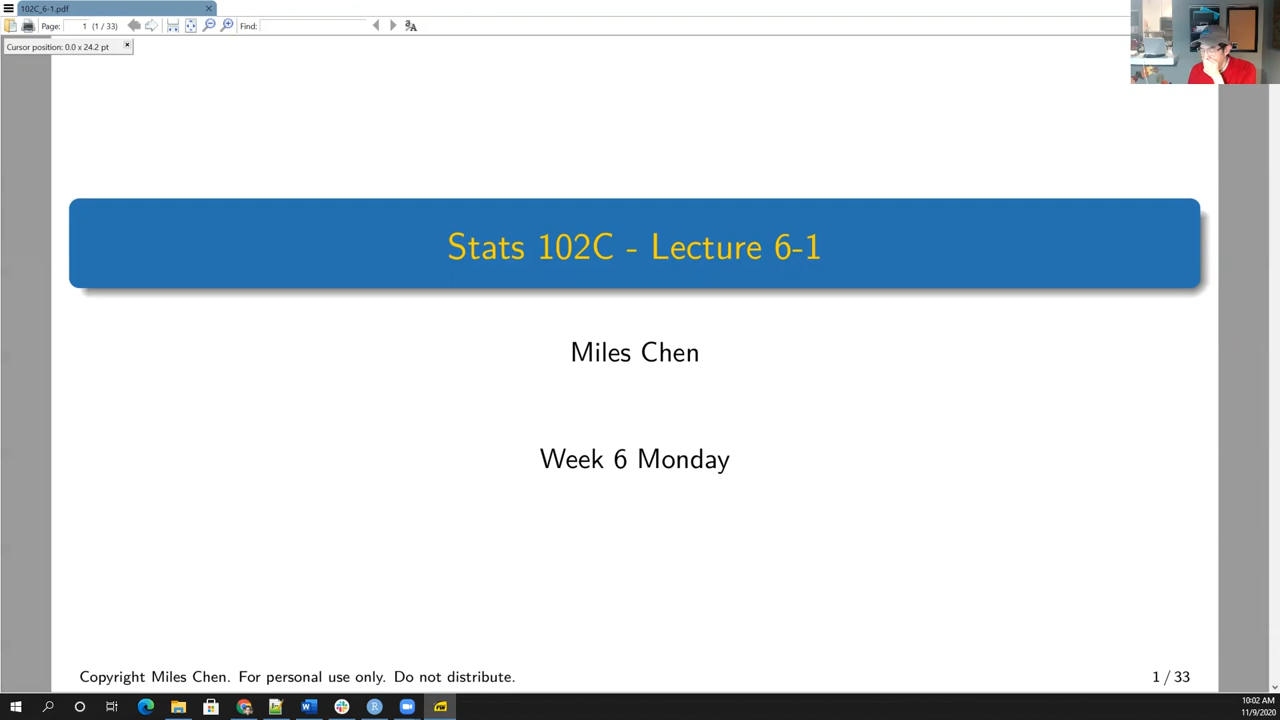 102C_6-1.pdf
Page: 1 (1 / 33) Find:
Cursor position: 0.0 x 24.2 pt
Stats 102C - Lecture 6-1
Miles Chen
Week 6 Monday
Copyright Miles Chen. For personal use only. Do not distribute.
1 / 33
10:02 AM
11/9/2020